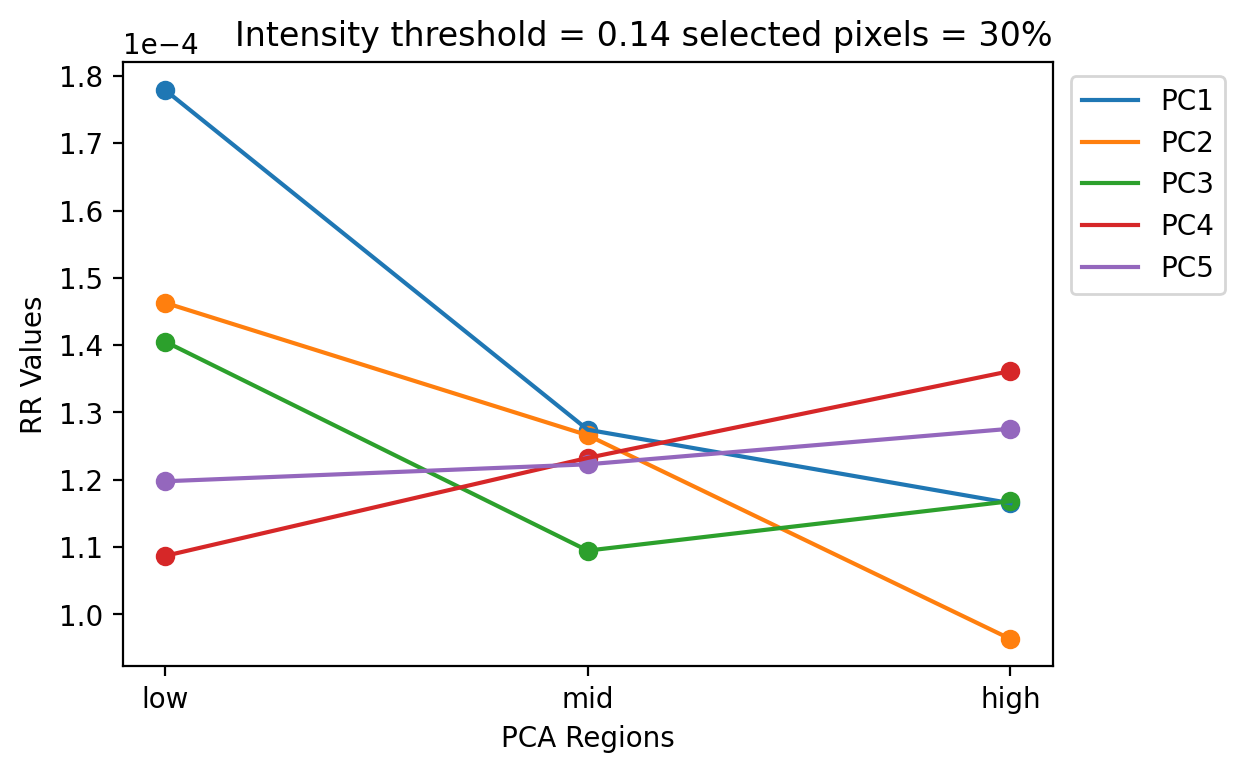 1e−4
Intensity threshold = 0.14 selected pixels = 30%
1.8
1.7
1.6
1.5
1.4
1.3
1.2
1.1
1.0
RR Values
low
mid
high
PCA Regions
PC1
PC2
PC3
PC4
PC5